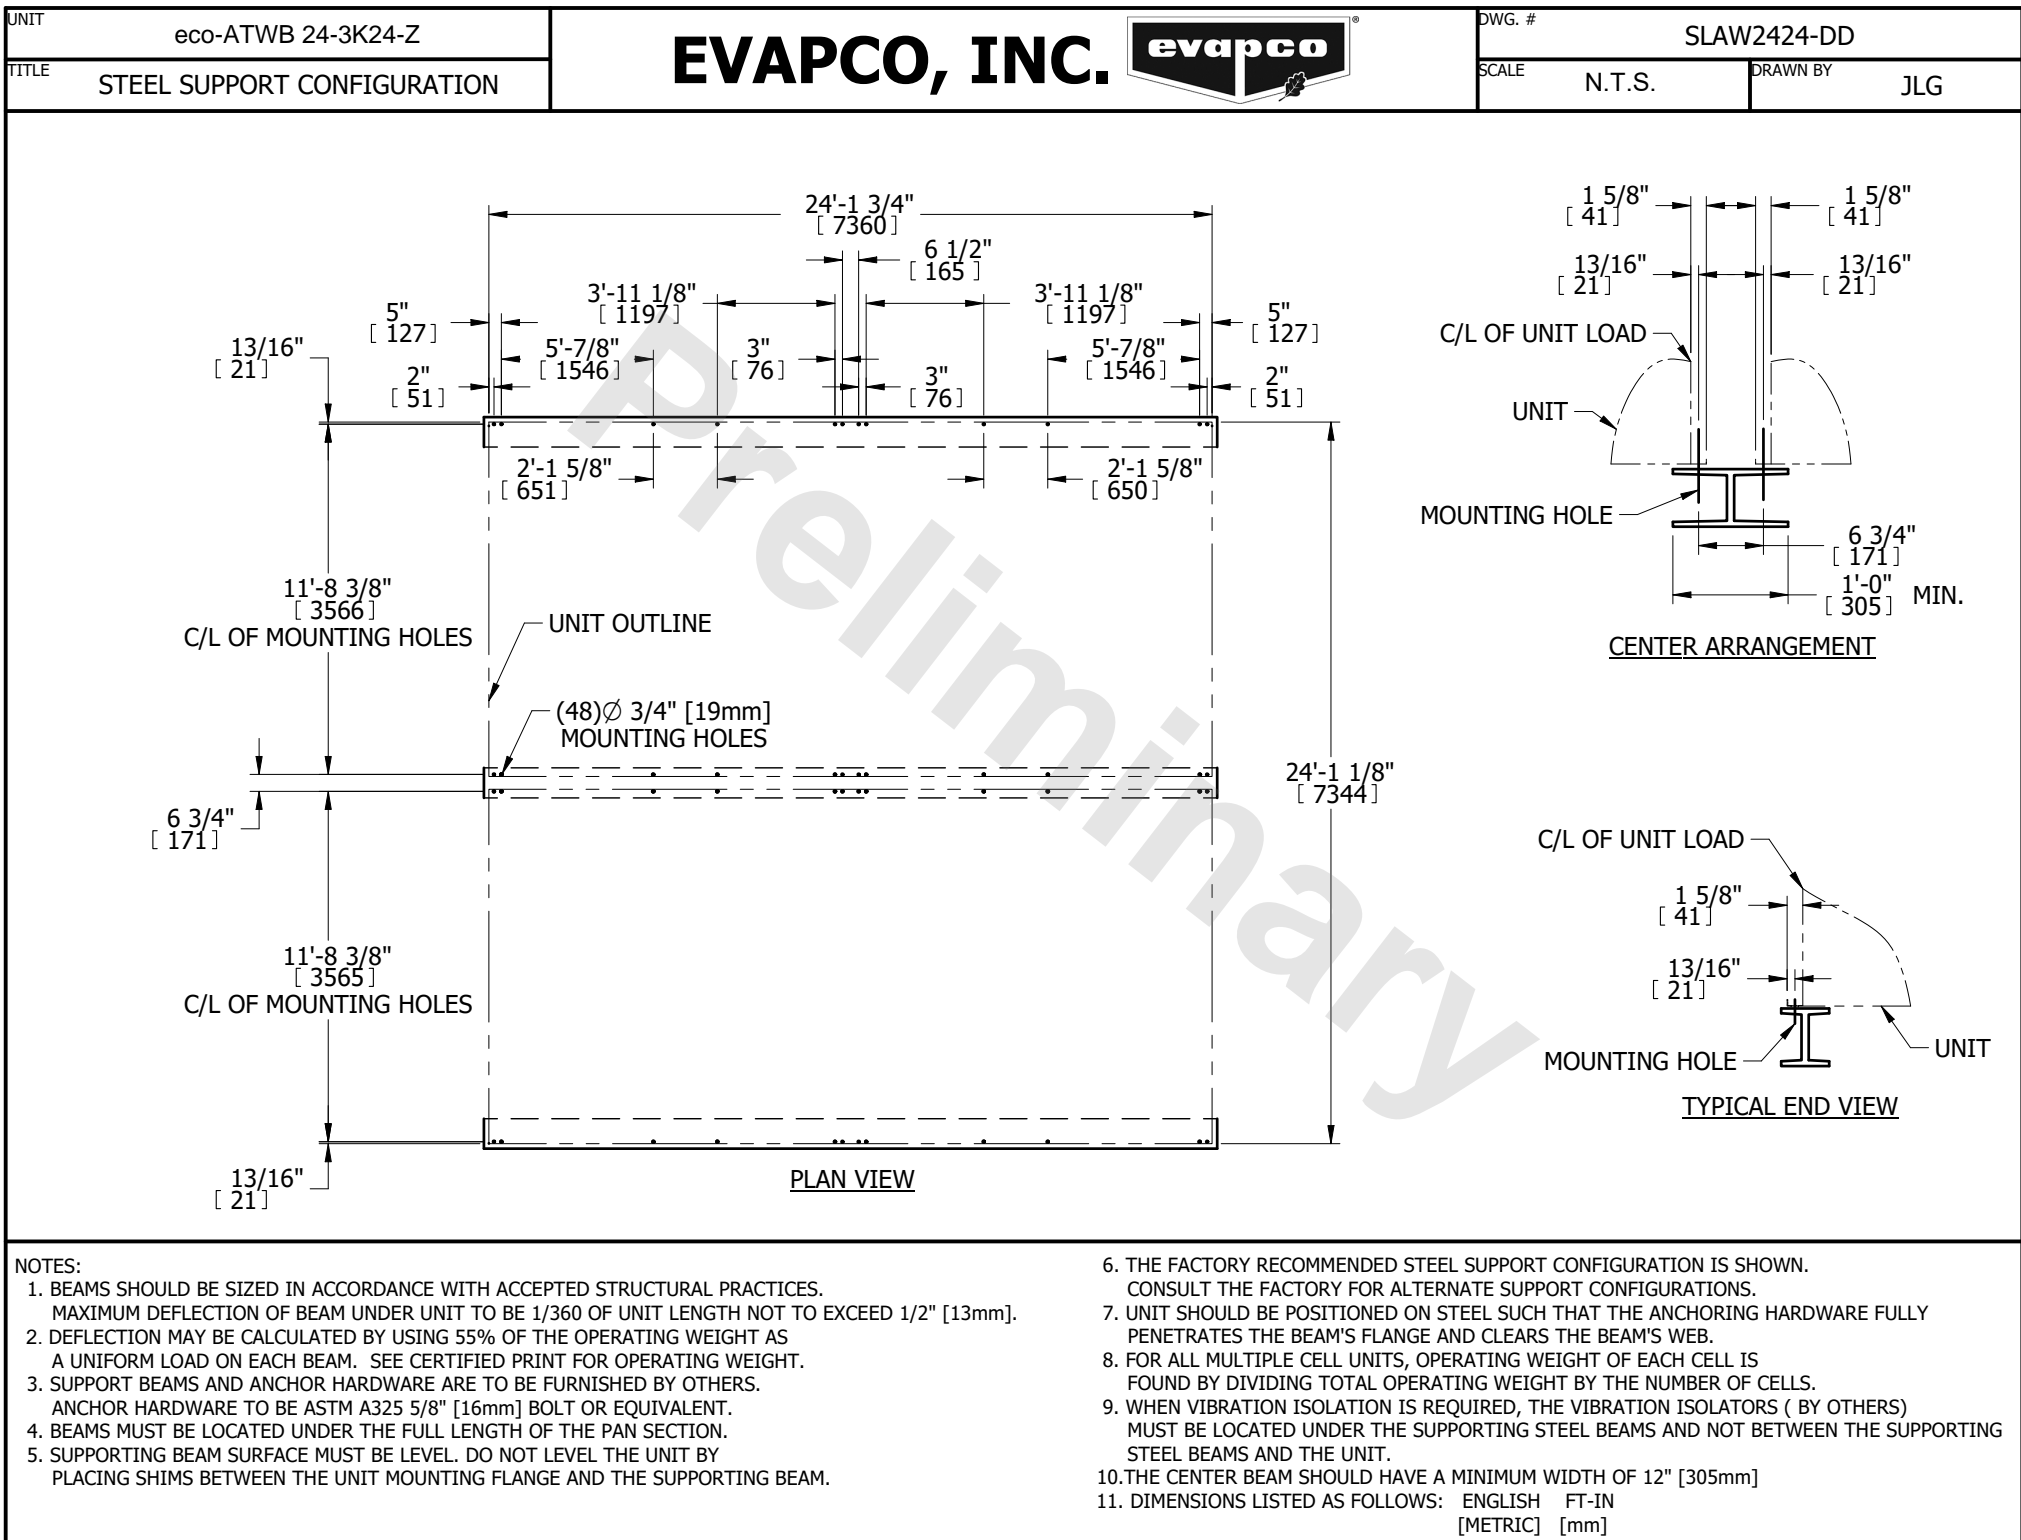 UNIT
eco-ATWB 24-3K24-Z
TITLE
STEEL SUPPORT CONFIGURATION
EVAPCO, INC.
evapco
®
DWG. #
SLAW2424-DD
SCALE
N.T.S.
DRAWN BY
JLG
24'-1 3/4"
[ 7360 ]
6 1/2"
[ 165 ]
3'-11 1/8"
[ 1197 ]
3'-11 1/8"
[ 1197 ]
5"
[ 127 ]
5"
[ 127 ]
13/16"
[ 21 ]
5'-7/8"
[ 1546 ]
3"
[ 76 ]
5'-7/8"
[ 1546 ]
2"
[ 51 ]
3"
[ 76 ]
2"
[ 51 ]
2'-1 5/8"
[ 651 ]
2'-1 5/8"
[ 650 ]
11'-8 3/8"
[ 3566 ]
C/L OF MOUNTING HOLES
UNIT OUTLINE
(48)Ø 3/4" [19mm]
MOUNTING HOLES
6 3/4"
[ 171 ]
24'-1 1/8"
[ 7344 ]
11'-8 3/8"
[ 3565 ]
C/L OF MOUNTING HOLES
13/16"
[ 21 ]
PLAN VIEW
Preliminary
1 5/8"
[ 41 ]
1 5/8"
[ 41 ]
13/16"
[ 21 ]
13/16"
[ 21 ]
C/L OF UNIT LOAD
UNIT
MOUNTING HOLE
6 3/4"
[ 171 ]
1'-0"
[ 305 ] MIN.
CENTER ARRANGEMENT
C/L OF UNIT LOAD
1 5/8"
[ 41 ]
13/16"
[ 21 ]
MOUNTING HOLE
UNIT
TYPICAL END VIEW
NOTES:
1. BEAMS SHOULD BE SIZED IN ACCORDANCE WITH ACCEPTED STRUCTURAL PRACTICES.
MAXIMUM DEFLECTION OF BEAM UNDER UNIT TO BE 1/360 OF UNIT LENGTH NOT TO EXCEED 1/2" [13mm].
2. DEFLECTION MAY BE CALCULATED BY USING 55% OF THE OPERATING WEIGHT AS
A UNIFORM LOAD ON EACH BEAM. SEE CERTIFIED PRINT FOR OPERATING WEIGHT.
3. SUPPORT BEAMS AND ANCHOR HARDWARE ARE TO BE FURNISHED BY OTHERS.
ANCHOR HARDWARE TO BE ASTM A325 5/8" [16mm] BOLT OR EQUIVALENT.
4. BEAMS MUST BE LOCATED UNDER THE FULL LENGTH OF THE PAN SECTION.
5. SUPPORTING BEAM SURFACE MUST BE LEVEL. DO NOT LEVEL THE UNIT BY
PLACING SHIMS BETWEEN THE UNIT MOUNTING FLANGE AND THE SUPPORTING BEAM.
6. THE FACTORY RECOMMENDED STEEL SUPPORT CONFIGURATION IS SHOWN.
CONSULT THE FACTORY FOR ALTERNATE SUPPORT CONFIGURATIONS.
7. UNIT SHOULD BE POSITIONED ON STEEL SUCH THAT THE ANCHORING HARDWARE FULLY
PENETRATES THE BEAM'S FLANGE AND CLEARS THE BEAM'S WEB.
8. FOR ALL MULTIPLE CELL UNITS, OPERATING WEIGHT OF EACH CELL IS
FOUND BY DIVIDING TOTAL OPERATING WEIGHT BY THE NUMBER OF CELLS.
9. WHEN VIBRATION ISOLATION IS REQUIRED, THE VIBRATION ISOLATORS ( BY OTHERS)
MUST BE LOCATED UNDER THE SUPPORTING STEEL BEAMS AND NOT BETWEEN THE SUPPORTING
STEEL BEAMS AND THE UNIT.
10.THE CENTER BEAM SHOULD HAVE A MINIMUM WIDTH OF 12" [305mm]
11. DIMENSIONS LISTED AS FOLLOWS: ENGLISH FT-IN
[METRIC] [mm]